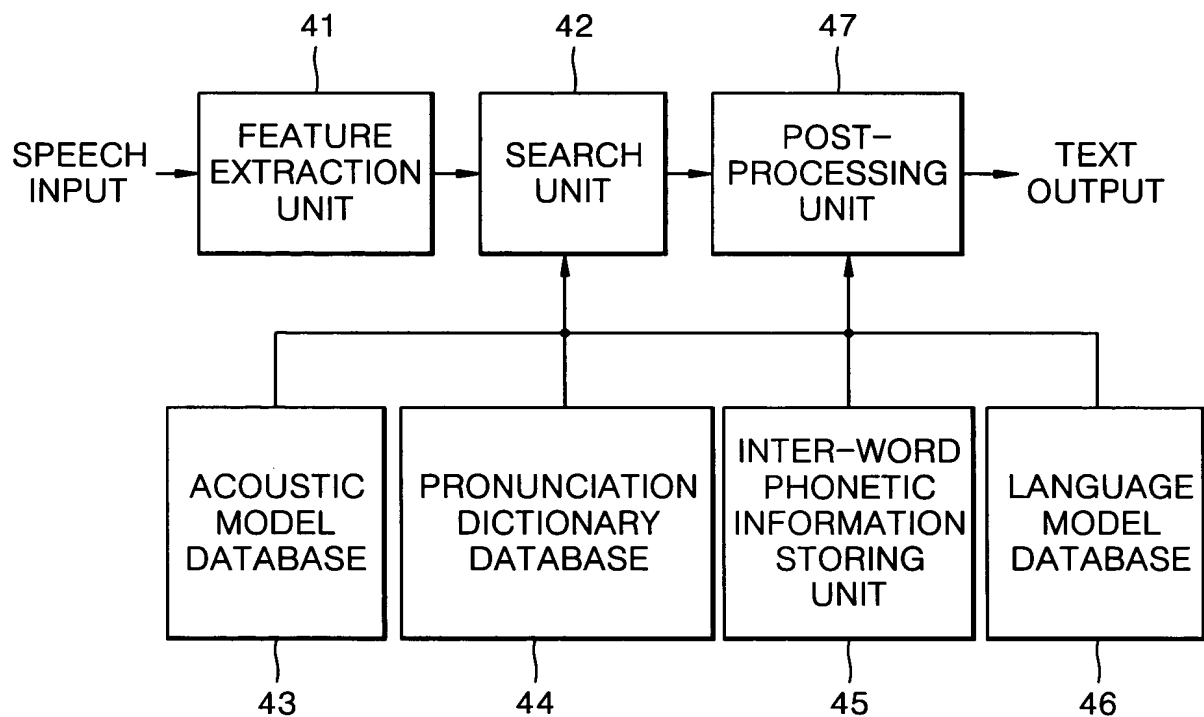 41
42
47
SPEECH
INPUT
FEATURE
EXTRACTION
UNIT
SEARCH
UNIT
POST-
PROCESSING
UNIT
TEXT
OUTPUT
ACOUSTIC
MODEL
DATABASE
PRONUNCIATION
DICTIONARY
DATABASE
INTER-WORD
PHONETIC
INFORMATION
STORING
UNIT
LANGUAGE
MODEL
DATABASE
43
44
45
46